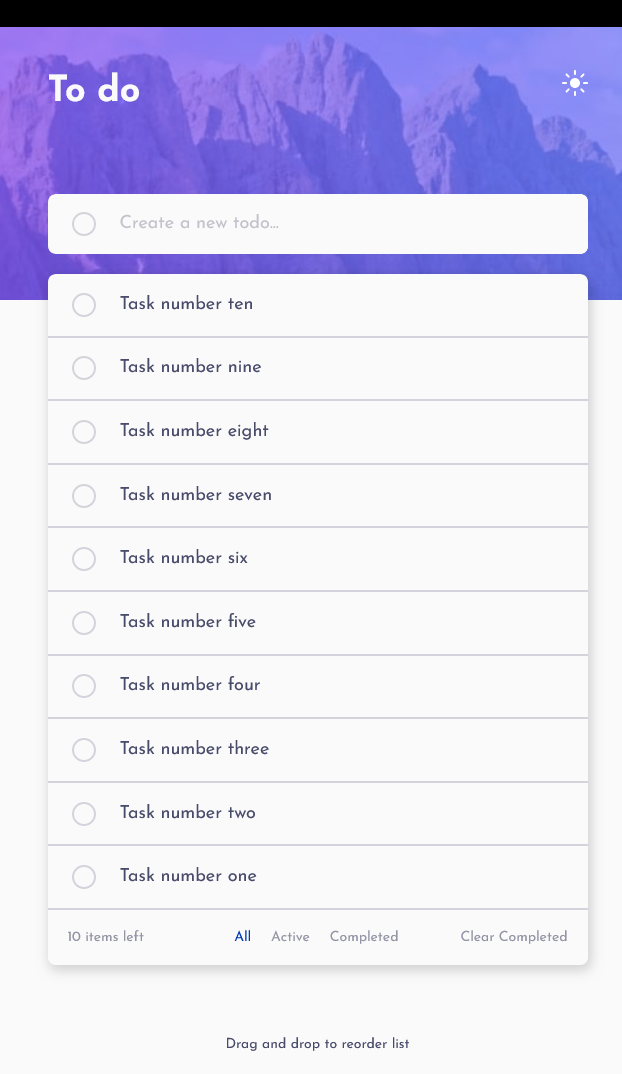 To do
Create a new todo...
Task number ten
Task number nine
Task number eight
Task number seven
Task number six
Task number five
Task number four
Task number three
Task number two
Task number one
10 items left All Active Completed Clear Completed
Drag and drop to reorder list